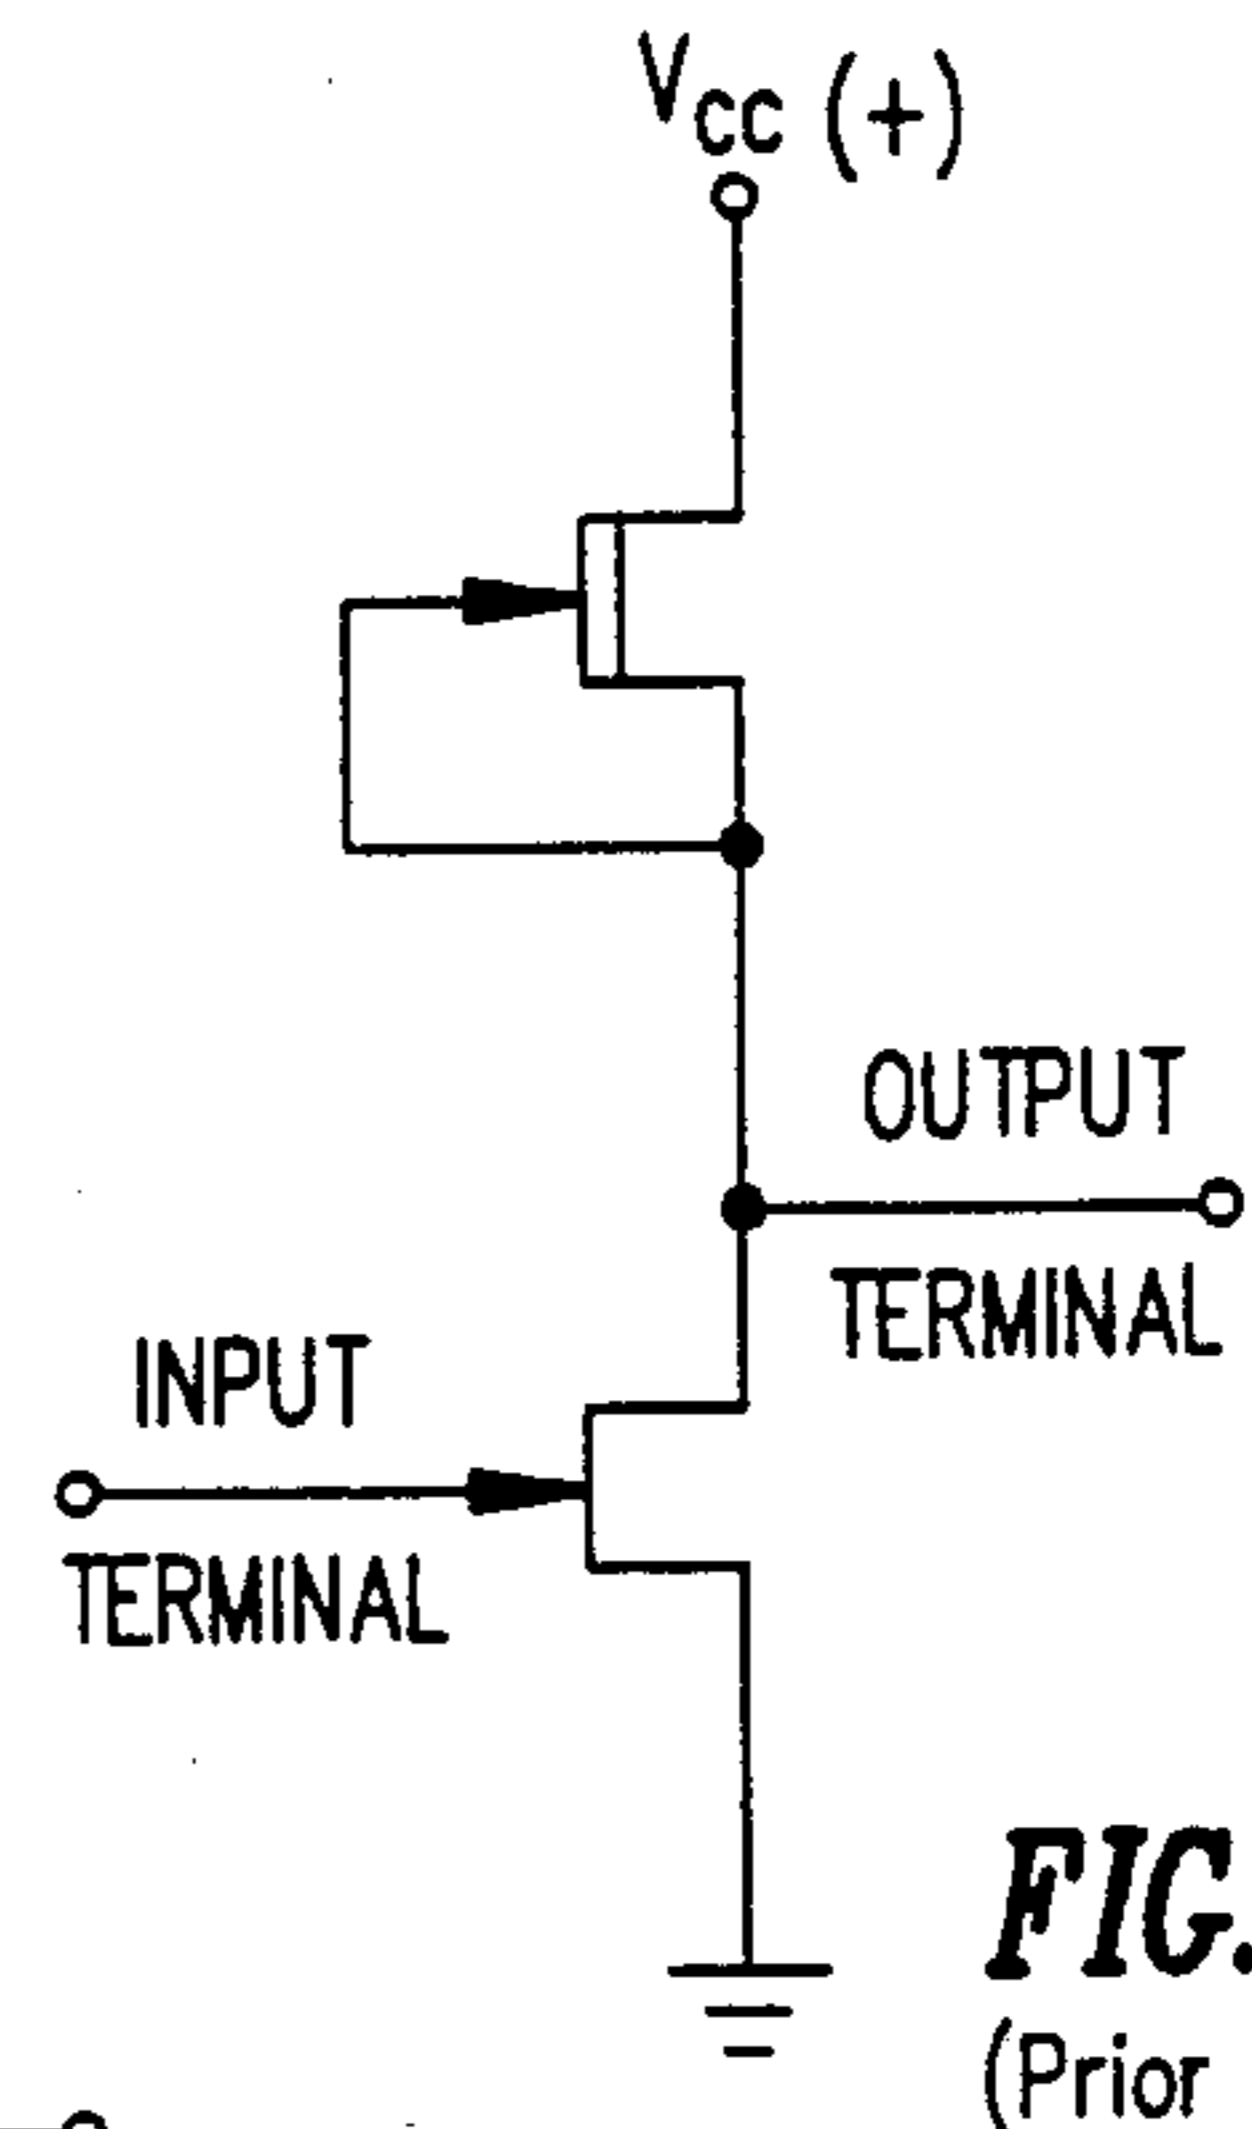 VCC (+)
OUTPUT
TERMINAL
INPUT
TERMINAL
FIG.
(Prior